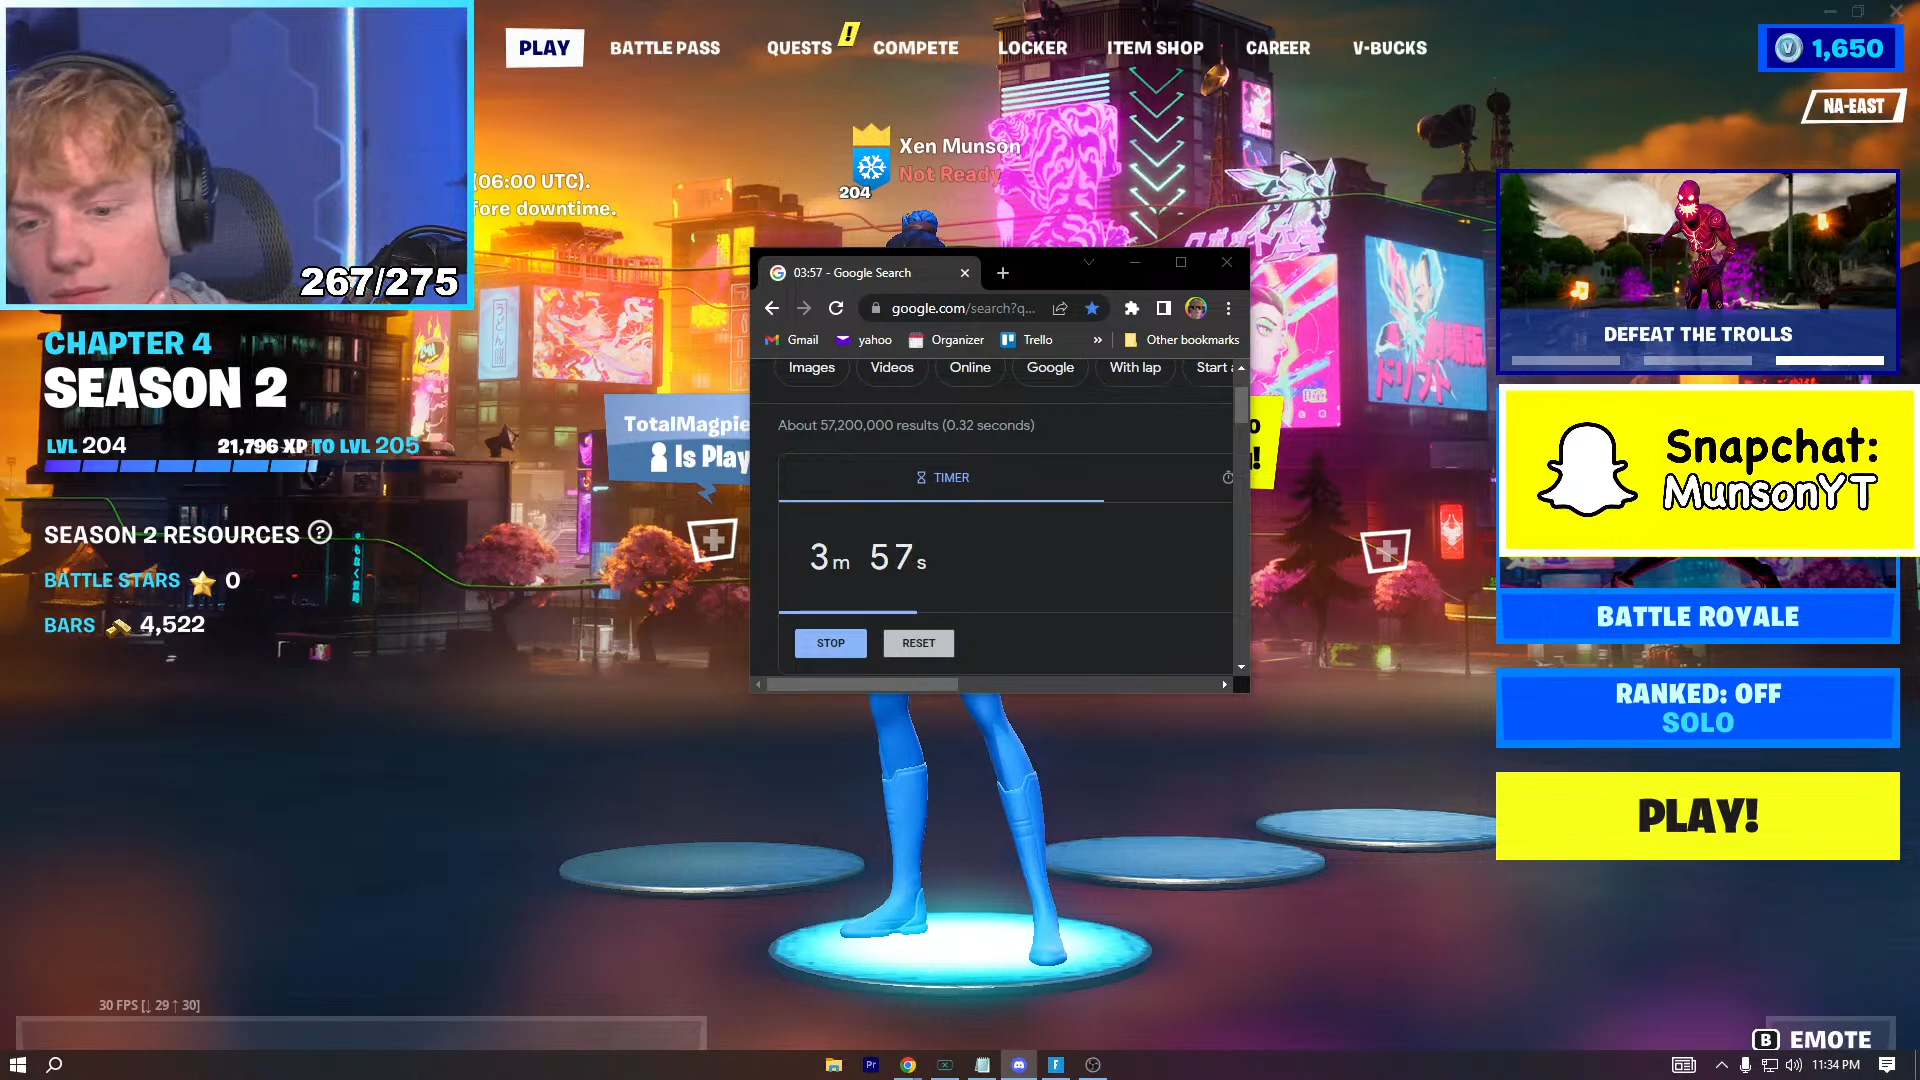 PLAY
BATTLE PASS
QUESTS
!
COMPETE
LOCKER
ITEM SHOP
CAREER
V-BUCKS
1,650
NA-EAST
267/275
(06:00 UTC).
fore downtime.
Xen Munson
Not Ready
204
CHAPTER 4
SEASON 2
LVL 204
21,796 XP TO LVL 205
SEASON 2 RESOURCES ?
BATTLE STARS 0
BARS 4,522
TotalMagpie
Is Play
03:57 - Google Search
google.com/search?q...
Gmail
yahoo
Organizer
Trello
»
Other bookmarks
Images
Videos
Online
Google
With lap
Start a
About 57,200,000 results (0.32 seconds)
TIMER
3m 57s
STOP
RESET
DEFEAT THE TROLLS
Snapchat:
MunsonYT
BATTLE ROYALE
RANKED: OFF
SOLO
PLAY!
30 FPS [↓ 29 ↑ 30]
B EMOTE
Pr
11:34 PM